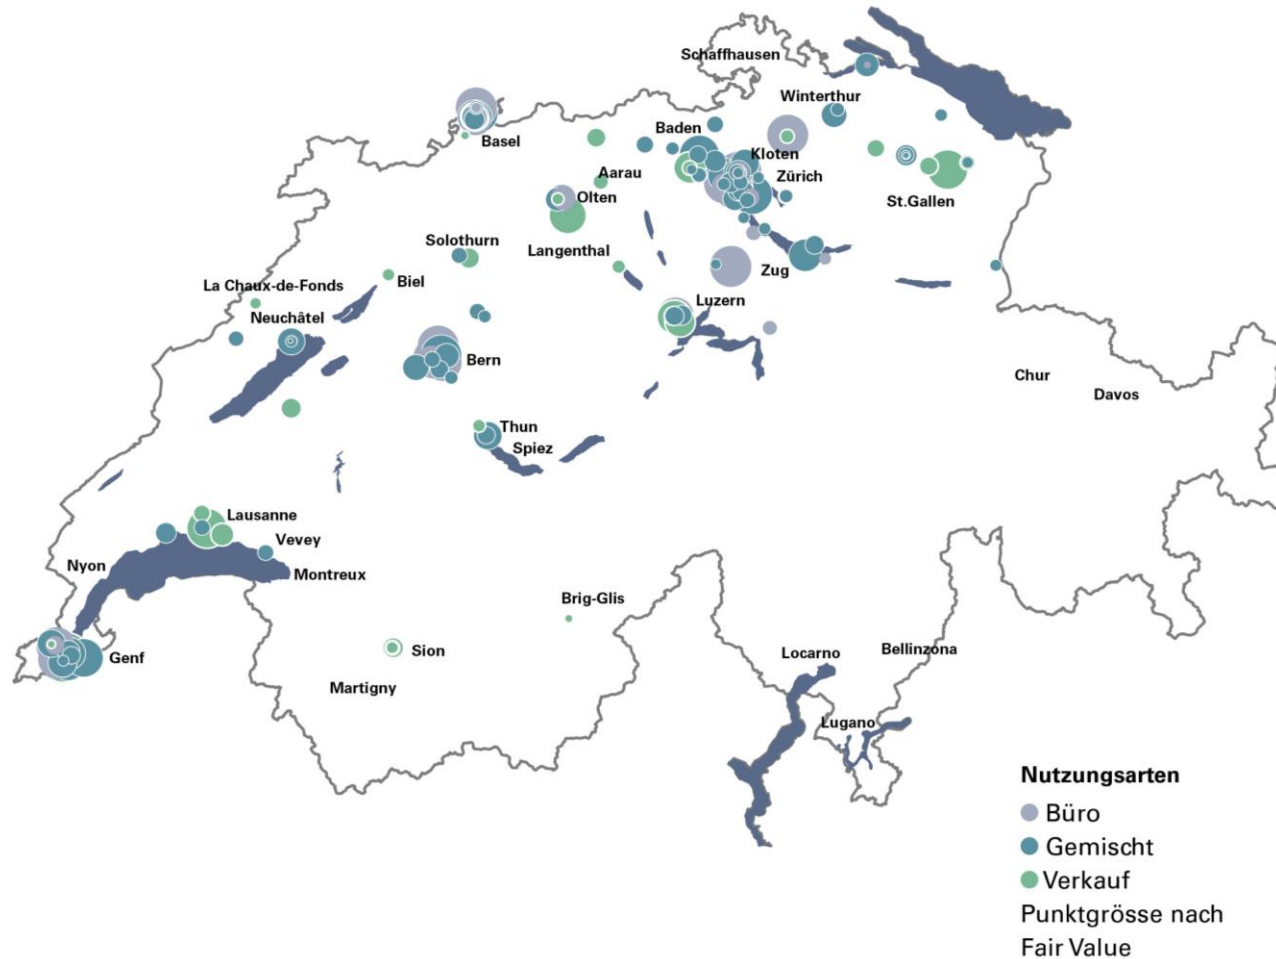 Schaffhausen
Winterthur
Baden
Basel
Kloten
Aarau
Zürich
Olten
St.Gallen
Solothurn
Langenthal
Zug
Biel
La Chaux-de-Fonds
Luzern
Neuchâtel
Bern
Chur
Davos
Thun
Spiez
Lausanne
Vevey
Nyon
Montreux
Brig-Glis
Genf
Sion
Locarno
Bellinzona
Martigny
Lugano
Nutzungsarten
Büro
Gemischt
Verkauf
Punktgrösse nach
Fair Value